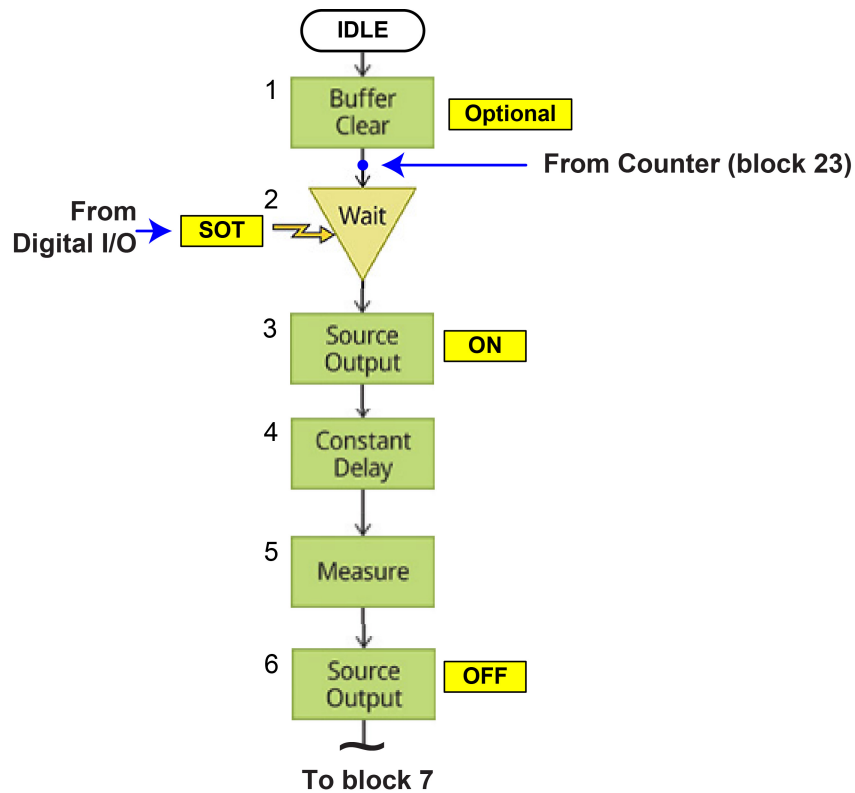 IDLE
1
Buffer
Clear
Optional
From Counter (block 23)
2
Wait
From
Digital I/O
SOT
3
Source
Output
ON
4
Constant
Delay
5
Measure
6
Source
Output
OFF
To block 7